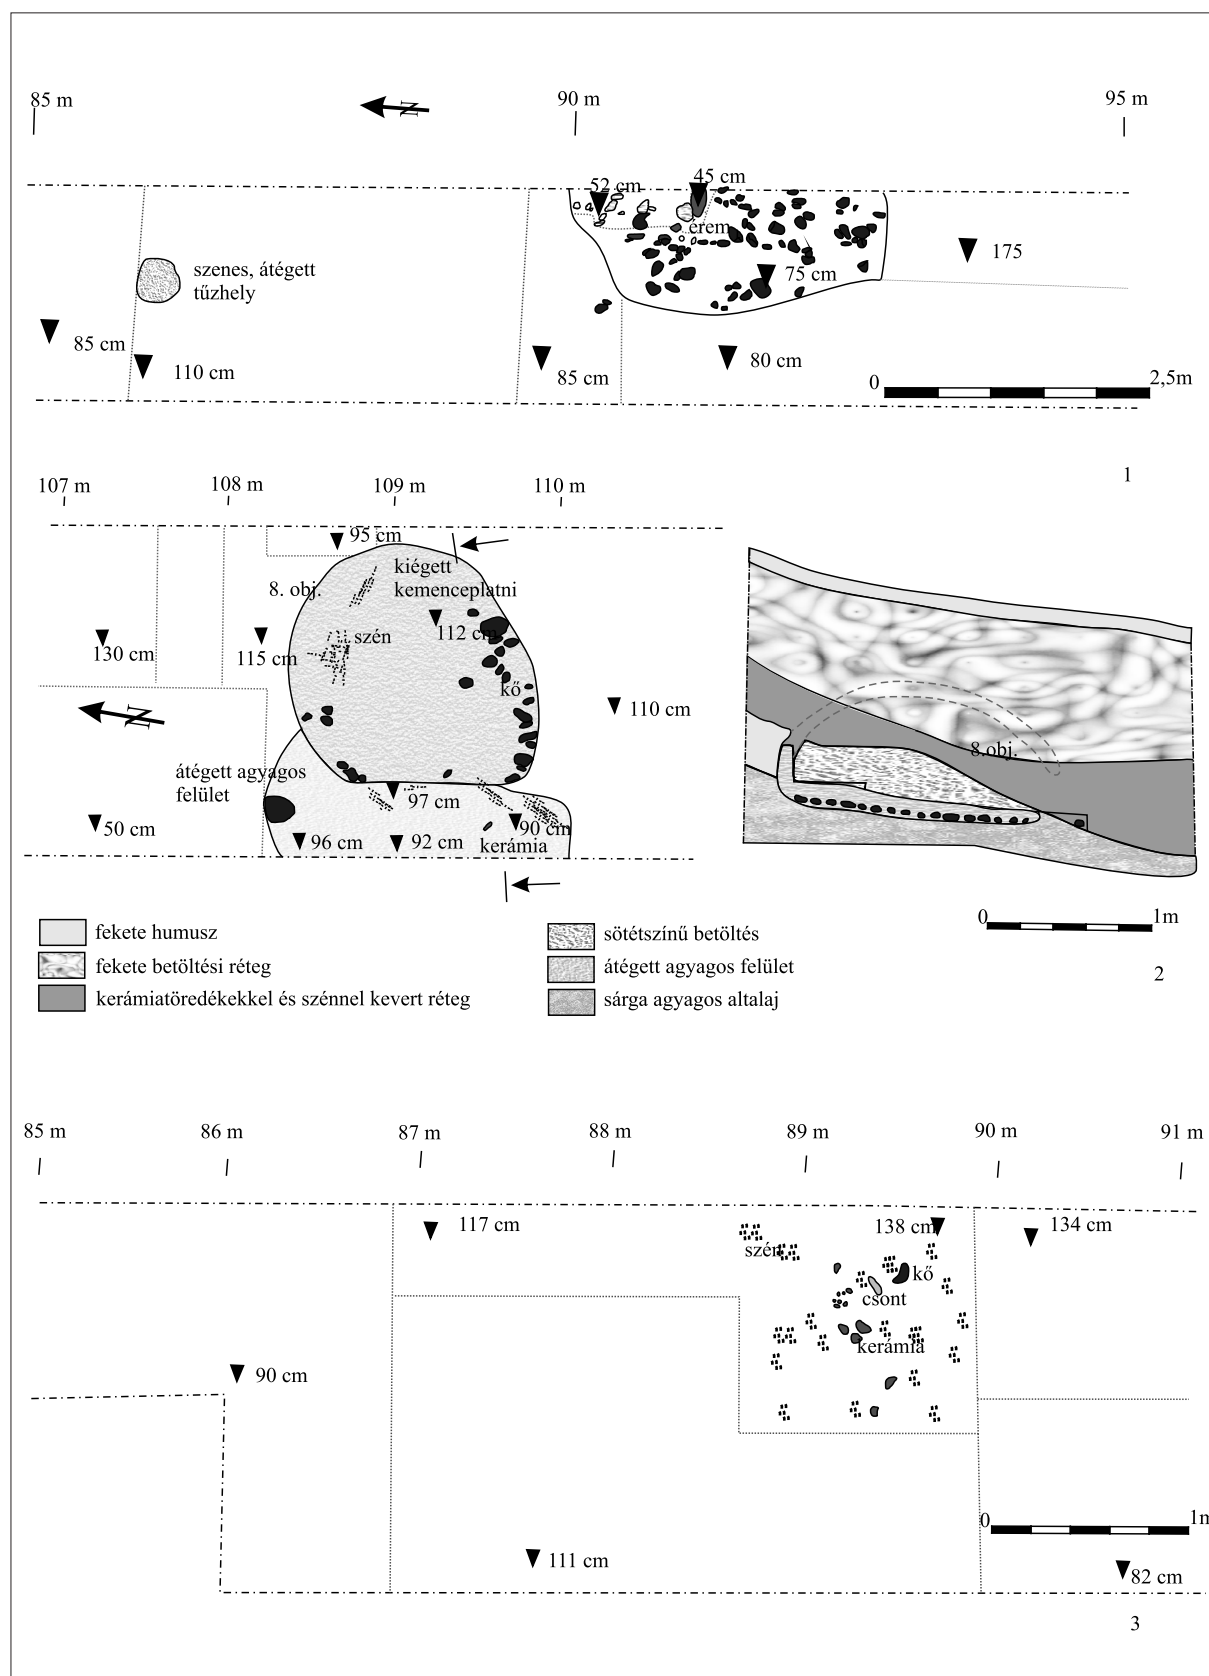 85 m
90 m
95 m
N
52 cm
45 cm
érem
175
szenes, átégett
tűzhely
75 cm
85 cm
110 cm
85 cm
80 cm
0
2,5m
1
107 m
108 m
109 m
110 m
95 cm
kiégett
kemenceplatni
8. obj.
112 cm
szén
130 cm
115 cm
kő
110 cm
N
átégett agyagos
felület
97 cm
50 cm
96 cm
92 cm
90 cm
kerámia
8.obj.
fekete humusz
fekete betöltési réteg
kerámiatöredékekkel és szénnel kevert réteg
sötétszínű betöltés
átégett agyagos felület
sárga agyagos altalaj
0
1m
2
85 m
86 m
87 m
88 m
89 m
90 m
91 m
117 cm
138 cm
134 cm
szén
kő
csont
kerámia
90 cm
0
1m
111 cm
82 cm
3